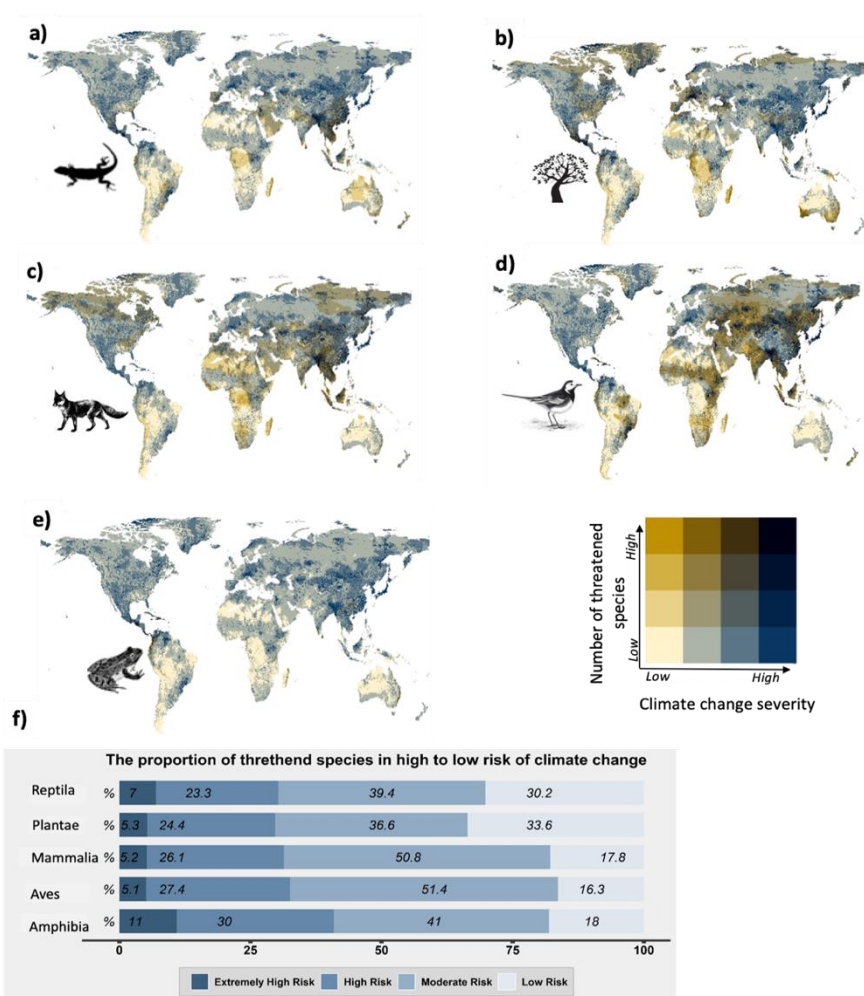 a)
b)
c)
d)
e)
Number of threatened
species
High
Low
Low
High
Climate change severity
f)
The proportion of threthend species in high to low risk of climate change
Reptila % 7 23.3 39.4 30.2
Plantae % 5.3 24.4 36.6 33.6
Mammalia % 5.2 26.1 50.8 17.8
Aves % 5.1 27.4 51.4 16.3
Amphibia % 11 30 41 18
0 25 50 75 100
Extremely High Risk High Risk Moderate Risk Low Risk